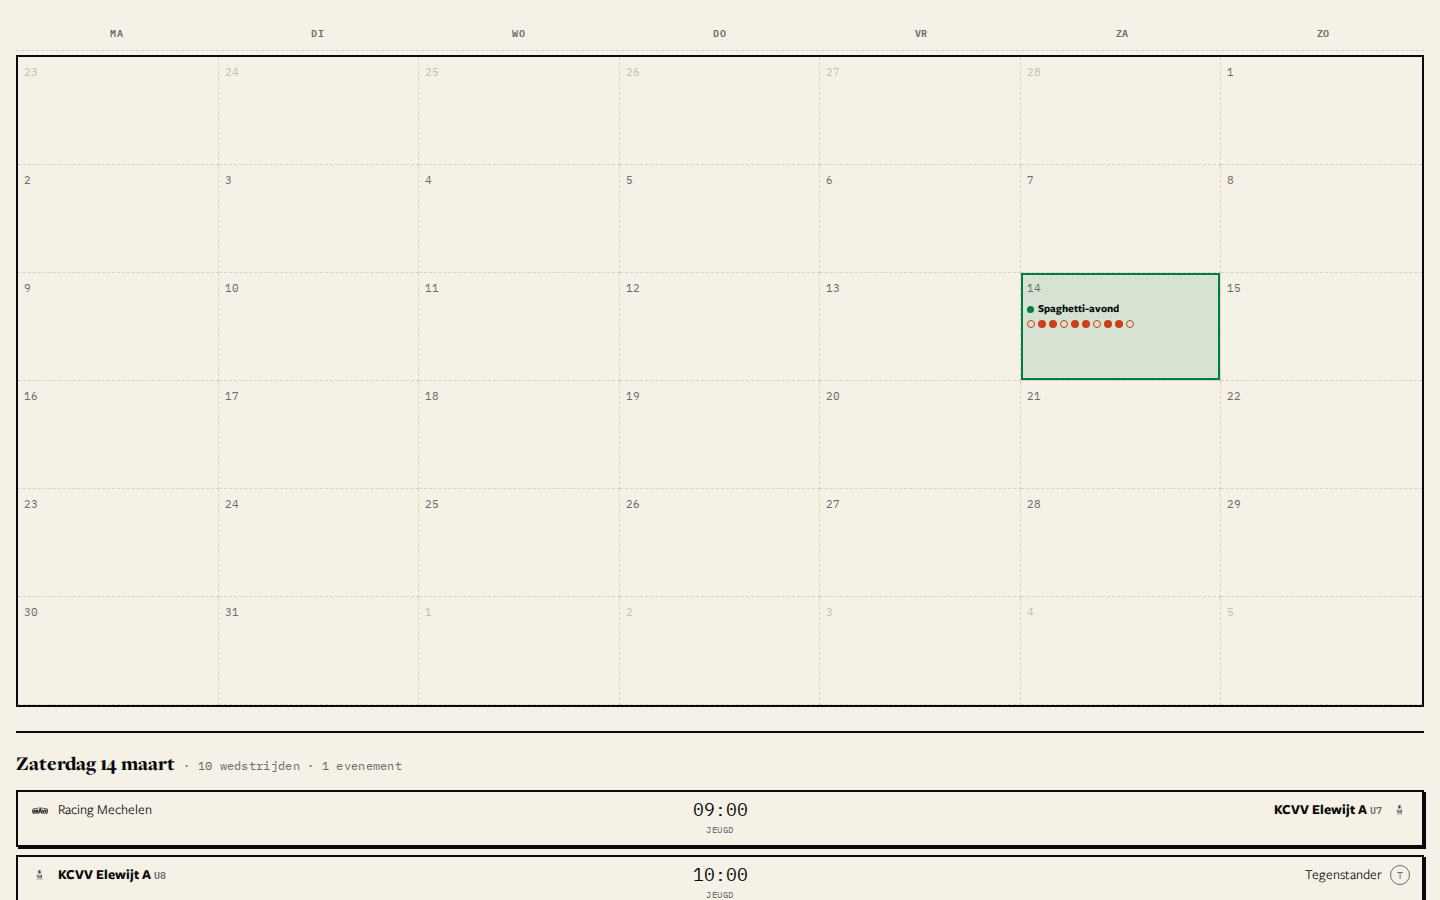 MA DI WO DO VR ZA ZO
23 24 25 26 27 28 1
2 3 4 5 6 7 8
9 10 11 12 13 14 15
Spaghetti-avond
16 17 18 19 20 21 22
23 24 25 26 27 28 29
30 31 1 2 3 4 5
Zaterdag 14 maart · 10 wedstrijden · 1 evenement
Racing Mechelen 09:00 KCVV Elewijt A U7
JEUGD
KCVV Elewijt A U8 10:00 Tegenstander T
JEUGD